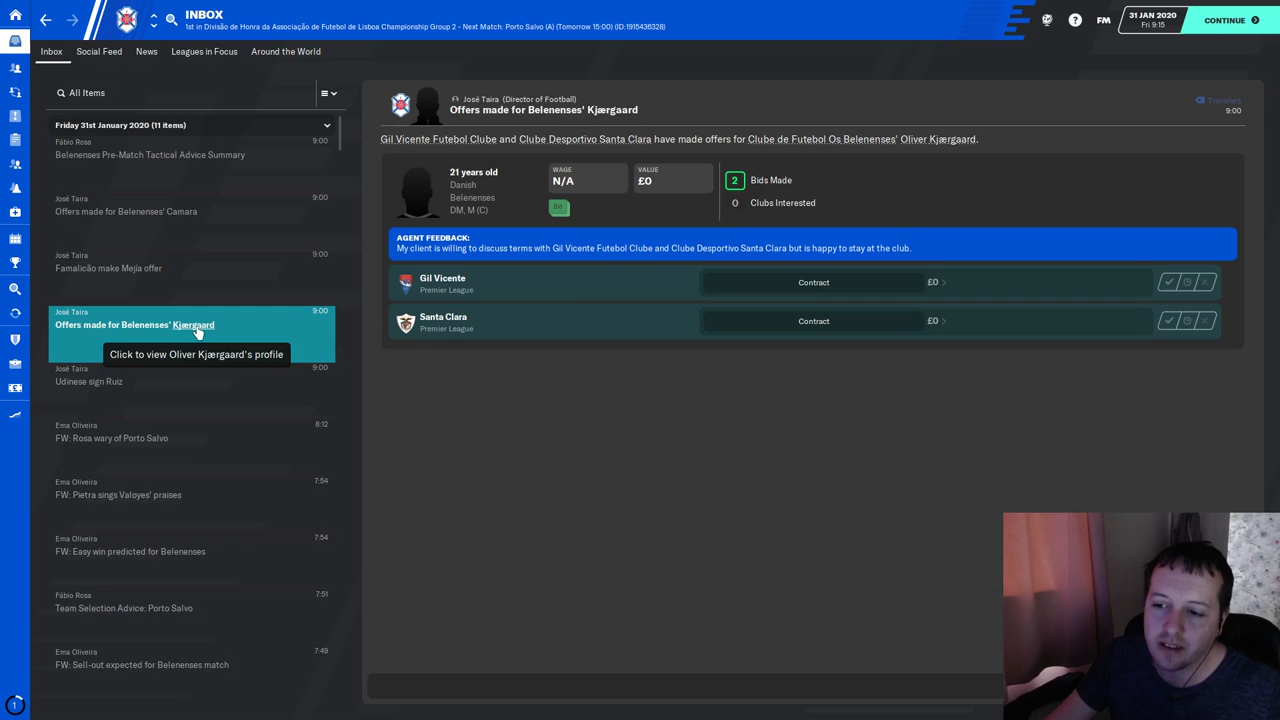 INBOX
1st in Divisão de Honra da Associação de Futebol de Lisboa Championship Group 2 - Next Match: Porto Salvo (A) (Tomorrow 15:00) (ID:1915436328)
FM
31 JAN 2020
Fri 9:15
CONTINUE
Inbox
Social Feed
News
Leagues in Focus
Around the World
All Items
Friday 31st January 2020 (11 items)
Fábio Rosa 9:00
Belenenses Pre-Match Tactical Advice Summary
José Taira 9:00
Offers made for Belenenses' Camara
José Taira 9:00
Famalicão make Mejía offer
José Taira 9:00
Offers made for Belenenses' Kjærgaard
Click to view Oliver Kjærgaard's profile
José Taira 9:00
Udinese sign Ruiz
Ema Oliveira 8:12
FW: Rosa wary of Porto Salvo
Ema Oliveira 7:54
FW: Pietra sings Valoyes' praises
Ema Oliveira 7:54
FW: Easy win predicted for Belenenses
Fábio Rosa 7:51
Team Selection Advice: Porto Salvo
Ema Oliveira 7:49
FW: Sell-out expected for Belenenses match
1
José Taira (Director of Football)
Offers made for Belenenses' Kjærgaard
Transfers
9:00
Gil Vicente Futebol Clube and Clube Desportivo Santa Clara have made offers for Clube de Futebol Os Belenenses' Oliver Kjærgaard.
21 years old
Danish
Belenenses
DM, M (C)
WAGE
N/A
VALUE
£0
Bid
2 Bids Made
0 Clubs Interested
AGENT FEEDBACK:
My client is willing to discuss terms with Gil Vicente Futebol Clube and Clube Desportivo Santa Clara but is happy to stay at the club.
Gil Vicente
Premier League
Contract
£0
Santa Clara
Premier League
Contract
£0